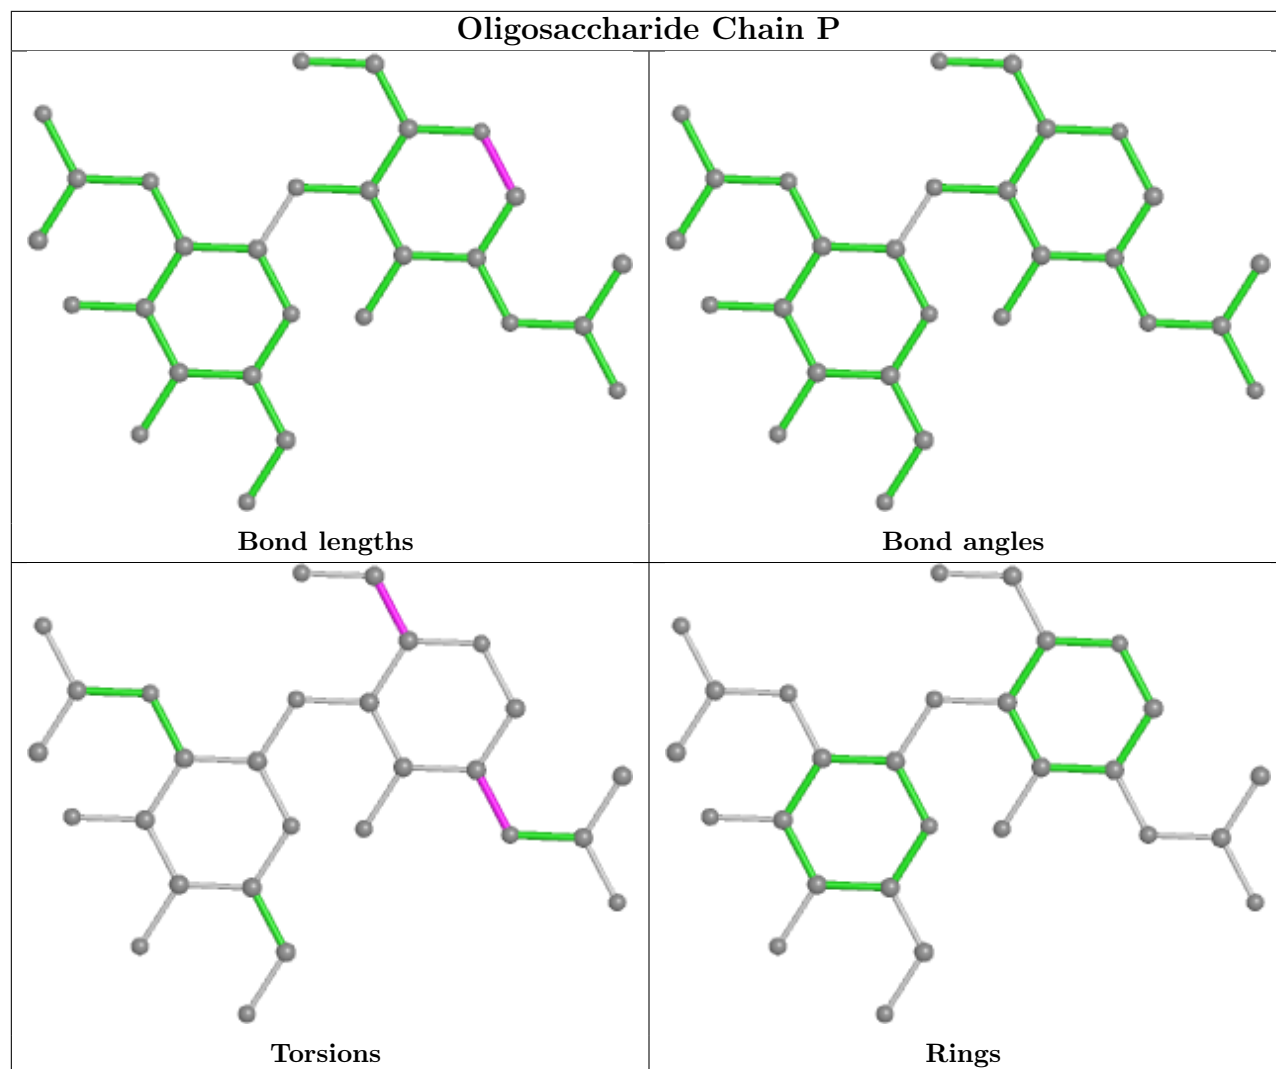 Oligosaccharide Chain P
Bond lengths
Bond angles
Torsions
Rings